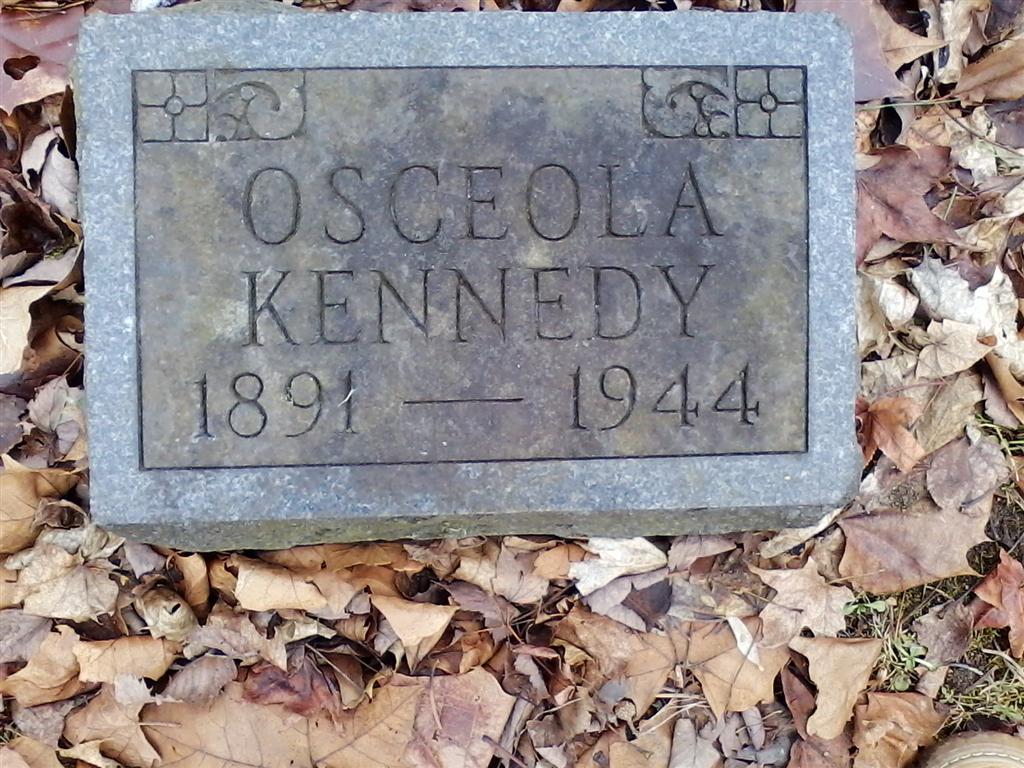 OSCEOLA
KENNEDY
1891 — 1944